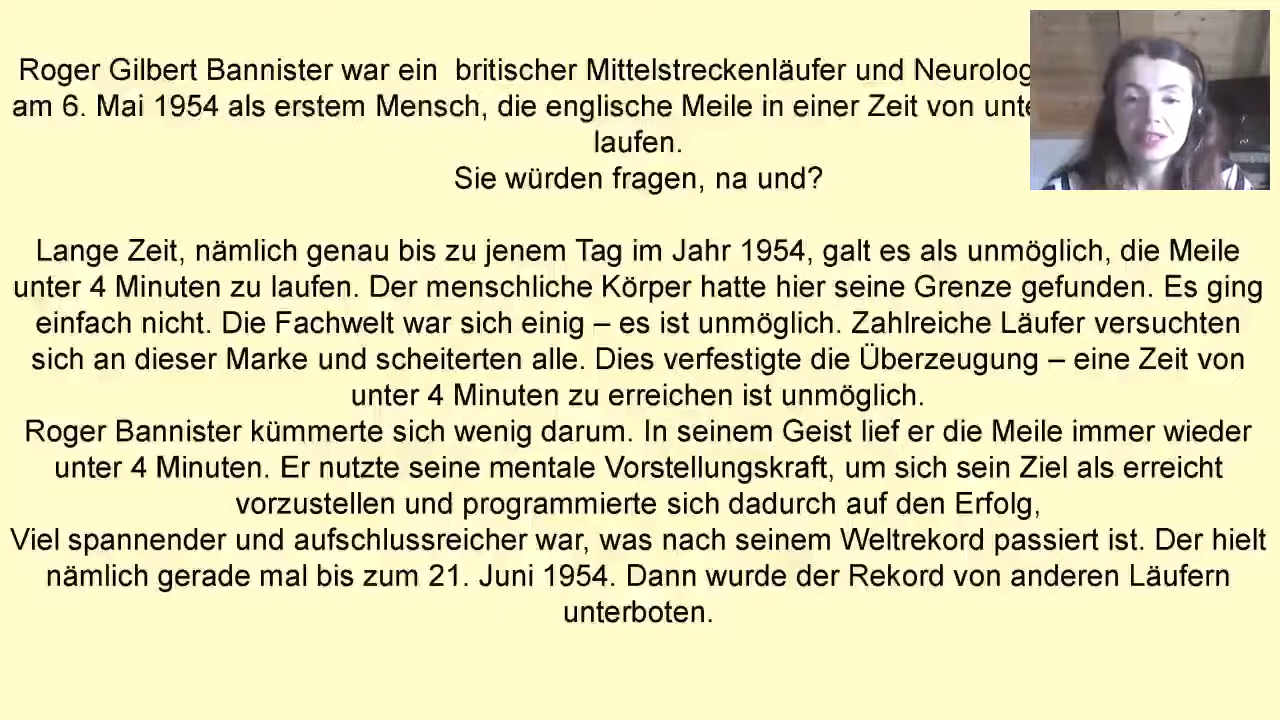 Roger Gilbert Bannister war ein  britischer Mittelstreckenläufer und
am 6. Mai 1954 als erstem Mensch, die englische Meile in einer Zeit von
laufen.
Sie würden fragen, na und?
Lange Zeit, nämlich genau bis zu jenem Tag im Jahr 1954, galt es als unmöglich, die Meile
unter 4 Minuten zu laufen. Der menschliche Körper hatte hier seine Grenze gefunden. Es ging
einfach nicht. Die Fachwelt war sich einig – es ist unmöglich. Zahlreiche Läufer versuchten
sich an dieser Marke und scheiterten alle. Dies verfestigte die Überzeugung – eine Zeit von
unter 4 Minuten zu erreichen ist unmöglich.
Roger Bannister kümmerte sich wenig darum. In seinem Geist lief er die Meile immer wieder
unter 4 Minuten. Er nutzte seine mentale Vorstellungskraft, um sich sein Ziel als erreicht
vorzustellen und programmierte sich dadurch auf den Erfolg,
Viel spannender und aufschlussreicher war, was nach seinem Weltrekord passiert ist. Der hielt
nämlich gerade mal bis zum 21. Juni 1954. Dann wurde der Rekord von anderen Läufern
unterboten.